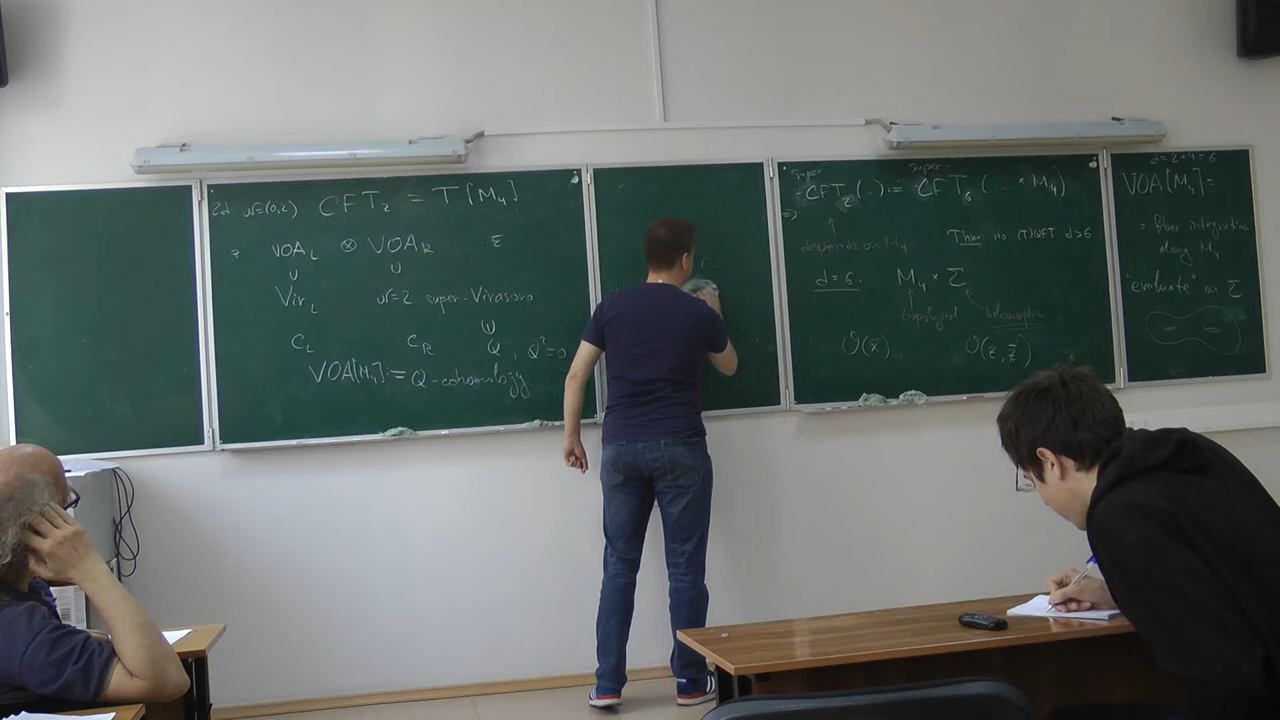 2d 𝒩=(0,2) CFT₂ = T[M₄]
VOA_L ⊗ VOA_R Σ
∪ ∪
Vir_L 𝒩=2 super-Virasoro
∪
C_L C_R Q, Q²=0
VOA[M₄] := Q-cohomology
super super-
⇒ CFT₂(.) := CFT₆(... × M₄)
↑
depends on M₄ Thus no (T)QFT d>6
d=6: M₄ × Σ
topological holomorphic
O(x) O(z, z̄)
d=2+4=6
VOA[M₄] =
= fiber integration
along M₄
"evaluate" on Σ